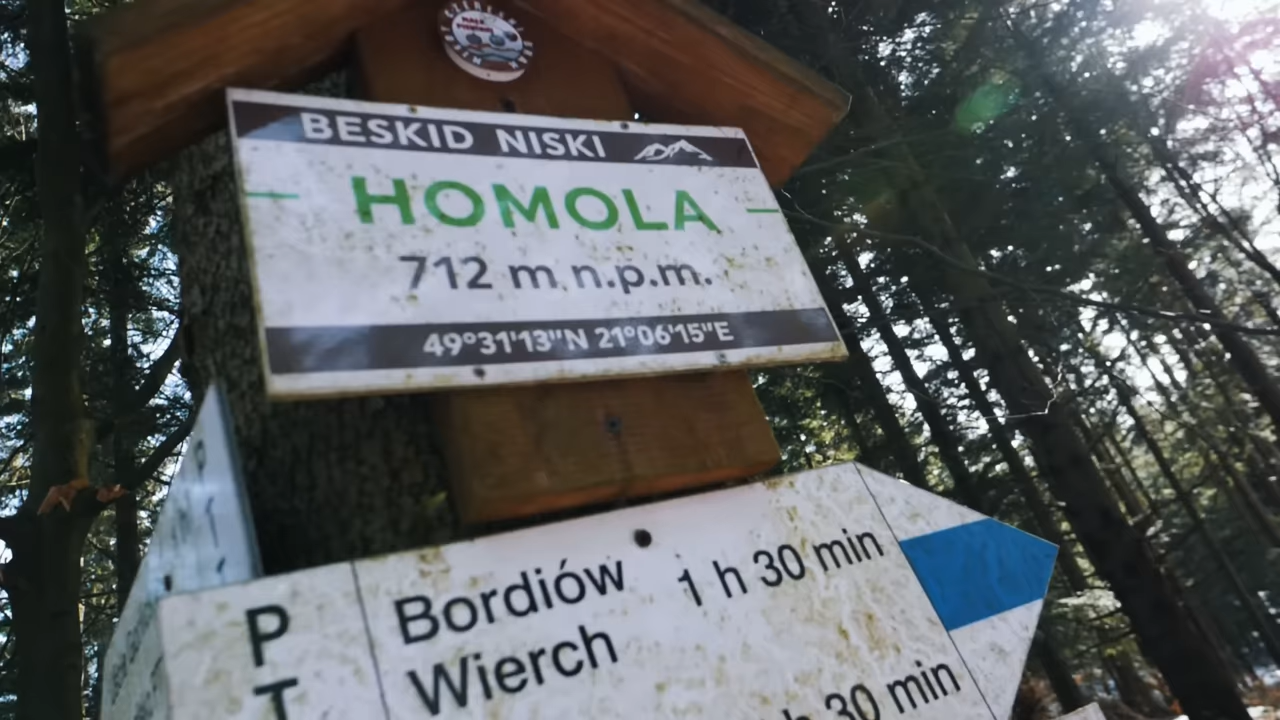 BESKID NISKI
HOMOLA
712 m n.p.m.
49°31'13"N 21°06'15"E
P
T
Bordiów
Wierch
1 h 30 min
h 30 min